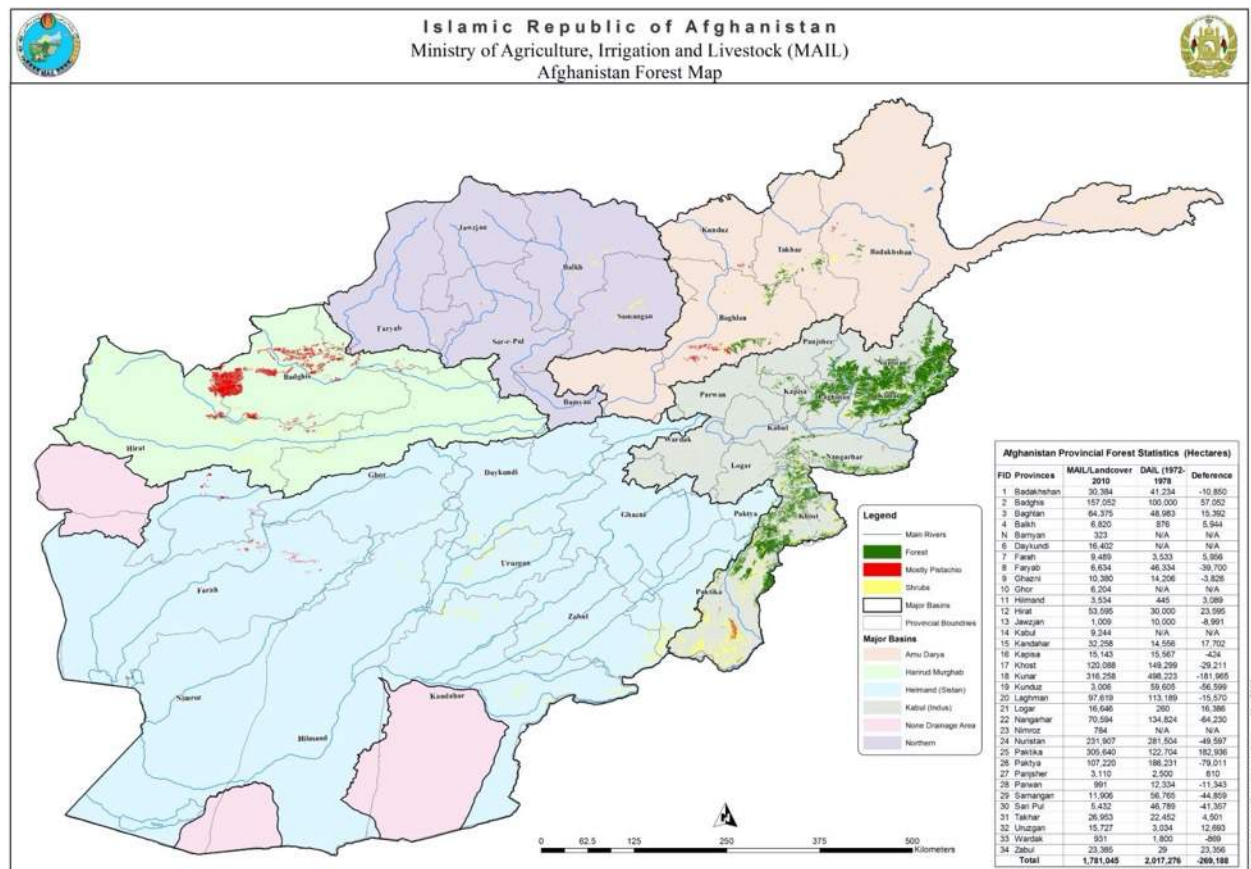 Islamic Republic of Afghanistan
Ministry of Agriculture, Irrigation and Livestock (MAIL)
Afghanistan Forest Map
Jawzjan
Kunduz
Takhar
Badakhshan
Balkh
Samangan
Faryab
Sar-e-Pul
Baghlan
Panjsher
Badghis
Bamyan
Parwan
Kapisa
Laghman
Kunar
Hirat
Wardak
Kabul
Nangarhar
Logar
Ghor
Daykundi
Ghazni
Paktya
Khost
Uruzgan
Farah
Zabul
Paktika
Nimroz
Kandahar
Hilmand
Legend
Main Rivers
Forest
Mostly Pistachio
Shrubs
Major Basins
Provincial Boundries
Major Basins
Amu Darya
Harirud Murghab
Helmand (Sistan)
Kabul (Indus)
None Drainage Area
Northern
0 62.5 125 250 375 500
Kilometers
Afghanistan Provincial Forest Statistics (Hectares)
FID Provinces MAIL/Landcover 2010 DAIL (1972-1978 Deference
1 Badakhshan 30,384 41,234 -10,850
2 Badghis 157,052 100,000 57,052
3 Baghlan 64,375 48,983 15,392
4 Balkh 6,820 876 5,944
N Bamyan 323 N/A N/A
6 Daykundi 16,402 N/A N/A
7 Farah 9,489 3,533 5,956
8 Faryab 6,634 46,334 -39,700
9 Ghazni 10,380 14,206 -3,826
10 Ghor 6,204 N/A N/A
11 Hilmand 3,534 445 3,089
12 Hirat 53,595 30,000 23,595
13 Jawzjan 1,009 10,000 -8,991
14 Kabul 9,244 N/A N/A
15 Kandahar 32,258 14,556 17,702
16 Kapisa 15,143 15,567 -424
17 Khost 120,088 149,299 -29,211
18 Kunar 316,258 498,223 -181,965
19 Kunduz 3,006 59,605 -56,599
20 Laghman 97,619 113,189 -15,570
21 Logar 16,646 260 16,386
22 Nangarhar 70,594 134,824 -64,230
23 Nimroz 784 N/A N/A
24 Nuristan 231,907 281,504 -49,597
25 Paktika 305,640 122,704 182,936
26 Paktya 107,220 186,231 -79,011
27 Panjsher 3,110 2,500 610
28 Parwan 991 12,334 -11,343
29 Samangan 11,906 56,765 -44,859
30 Sari Pul 5,432 46,789 -41,357
31 Takhar 26,953 22,452 4,501
32 Uruzgan 15,727 3,034 12,693
33 Wardak 931 1,800 -869
34 Zabul 23,385 29 23,356
Total 1,781,045 2,017,276 -269,188